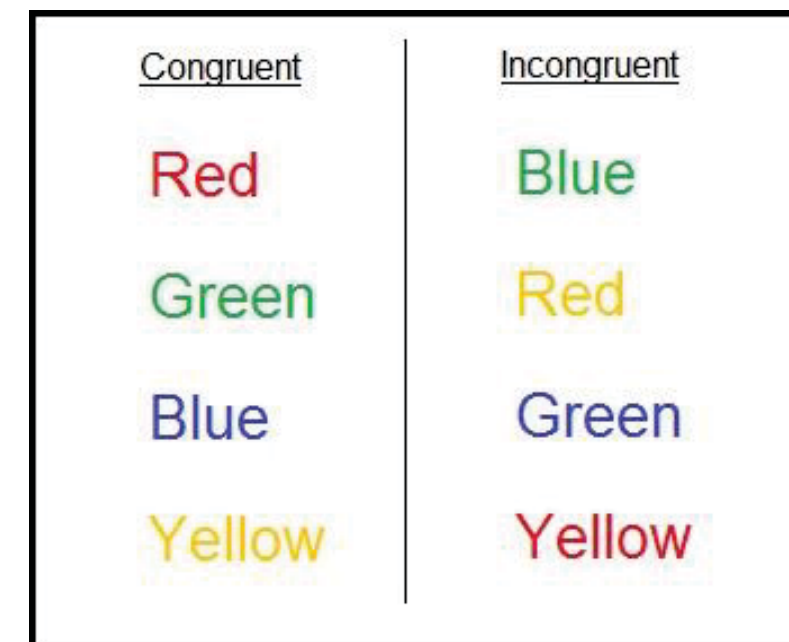 Congruent
Red
Green
Blue
Yellow
Incongruent
Blue
Red
Green
Yellow